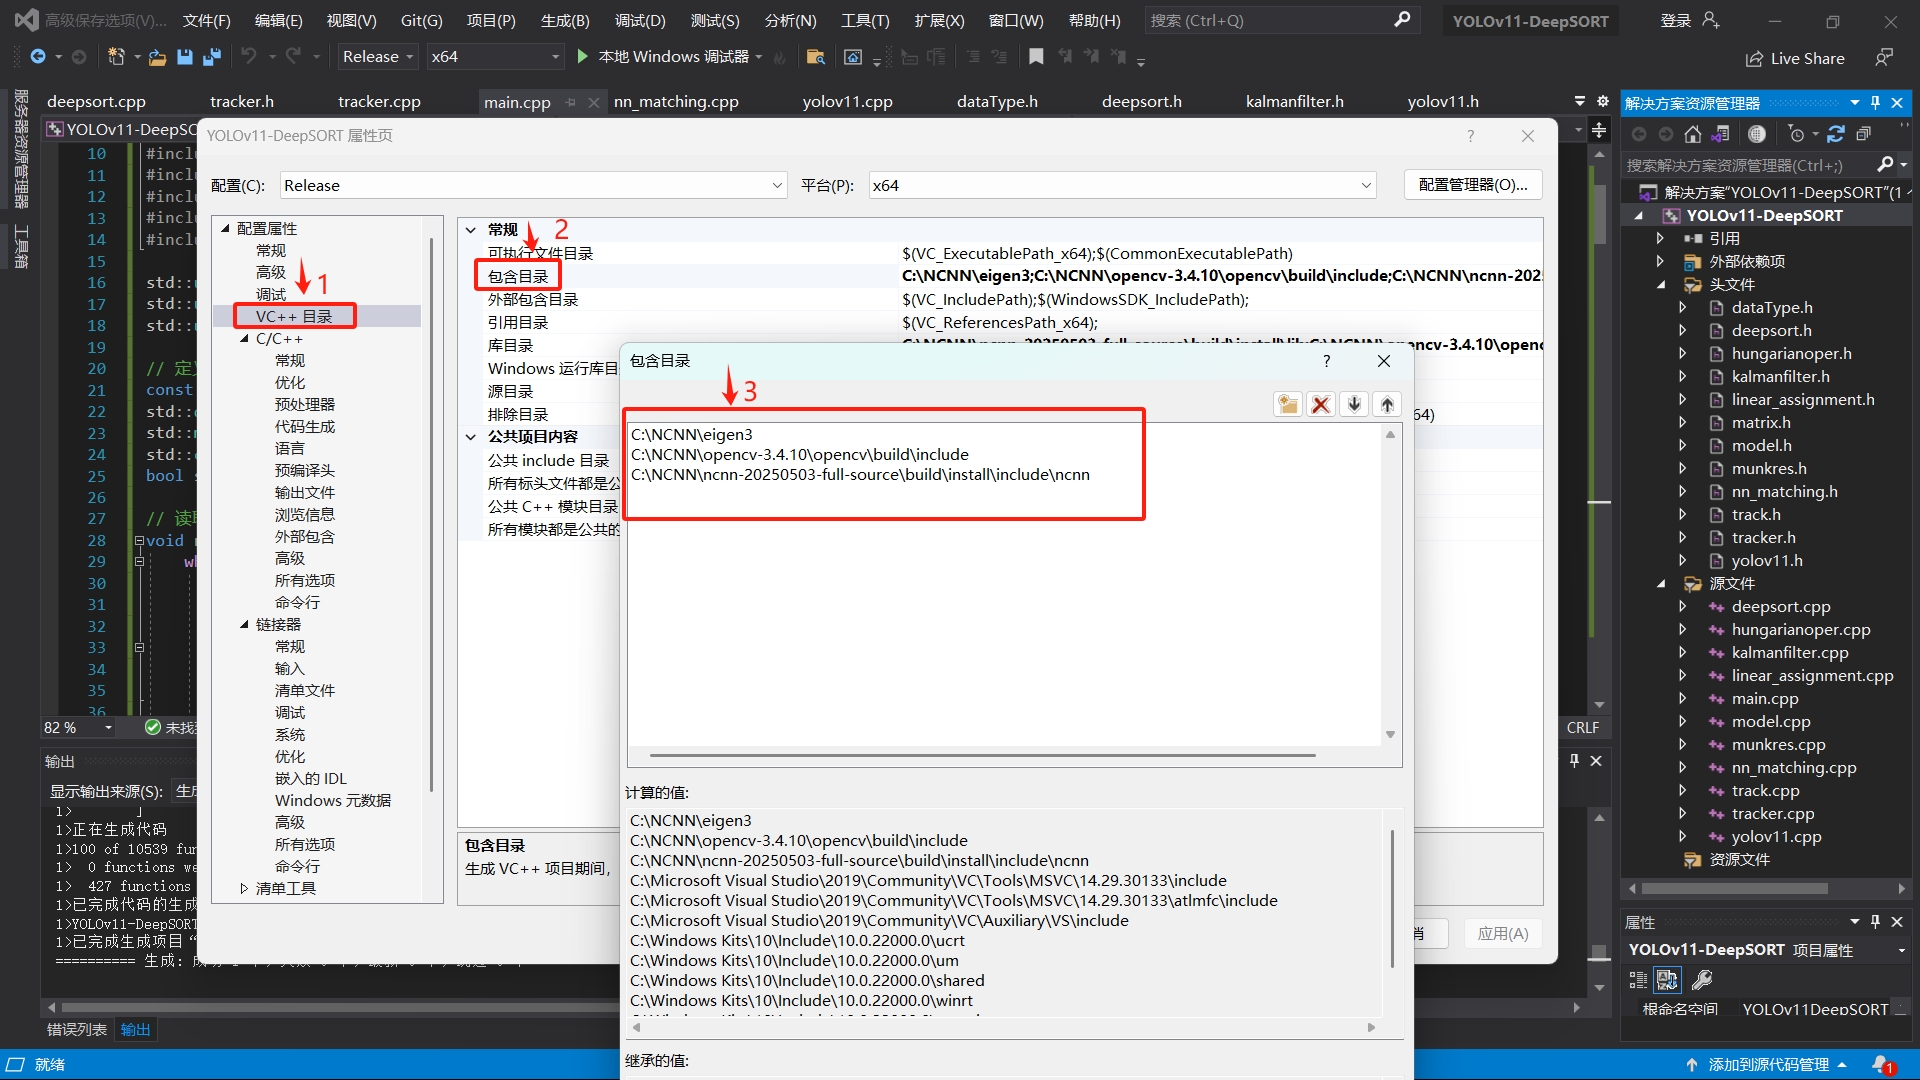 高级保存选项(V)...
文件(F)
编辑(E)
视图(V)
Git(G)
项目(P)
生成(B)
调试(D)
测试(S)
分析(N)
工具(T)
扩展(X)
窗口(W)
帮助(H)
搜索 (Ctrl+Q)
YOLOv11-DeepSORT
登录
Release
x64
本地 Windows 调试器
Live Share
服务器资源管理器
工具箱
deepsort.cpp
tracker.h
tracker.cpp
main.cpp
nn_matching.cpp
yolov11.cpp
dataType.h
deepsort.h
kalmanfilter.h
yolov11.h
YOLOv11-DeepSO
10 #inclu
11 #inclu
12 #inclu
13 #inclu
14 #inclu
15
16 std::u
17 std::u
18 std::u
19
20 // 定
21 const
22 std::
23 std::
24 std::
25 bool
26
27 // 读
28 void
29 wh
30
31
32
33
34
35
36
82 %
CRLF
输出
显示输出来源(S):
1> ]
1>正在生成代码
1>100 of 10539 fun
1> 0 functions we
1> 427 functions
1>已完成代码的生成
1>YOLOv11-DeepSORT
1>已完成生成项目“
========== 生成:
错误列表
输出
就绪
添加到源代码管理
1
YOLOv11-DeepSORT 属性页
?
配置(C):
Release
平台(P):
x64
配置管理器(O)...
配置属性
常规
高级
调试
VC++ 目录
C/C++
常规
优化
预处理器
代码生成
语言
预编译头
输出文件
浏览信息
外部包含
高级
所有选项
命令行
链接器
常规
输入
清单文件
调试
系统
优化
嵌入的 IDL
Windows 元数据
高级
所有选项
命令行
清单工具
1
2
3
常规
可执行文件目录 $(VC_ExecutablePath_x64);$(CommonExecutablePath)
包含目录 C:\NCNN\eigen3;C:\NCNN\opencv-3.4.10\opencv\build\include;C:\NCNN\ncnn-2025
外部包含目录 $(VC_IncludePath);$(WindowsSDK_IncludePath);
引用目录 $(VC_ReferencesPath_x64);
库目录
Windows 运行库目
源目录
排除目录
64)
公共项目内容
公共 include 目录
所有标头文件都是公
公共 C++ 模块目录
所有模块都是公共的
包含目录
生成 VC++ 项目期间,
应用(A)
包含目录
?
C:\NCNN\eigen3
C:\NCNN\opencv-3.4.10\opencv\build\include
C:\NCNN\ncnn-20250503-full-source\build\install\include\ncnn
计算的值:
C:\NCNN\eigen3
C:\NCNN\opencv-3.4.10\opencv\build\include
C:\NCNN\ncnn-20250503-full-source\build\install\include\ncnn
C:\Microsoft Visual Studio\2019\Community\VC\Tools\MSVC\14.29.30133\include
C:\Microsoft Visual Studio\2019\Community\VC\Tools\MSVC\14.29.30133\atlmfc\include
C:\Microsoft Visual Studio\2019\Community\VC\Auxiliary\VS\include
C:\Windows Kits\10\Include\10.0.22000.0\ucrt
C:\Windows Kits\10\Include\10.0.22000.0\um
C:\Windows Kits\10\Include\10.0.22000.0\shared
C:\Windows Kits\10\Include\10.0.22000.0\winrt
继承的值:
解决方案资源管理器
搜索解决方案资源管理器(Ctrl+;)
解决方案"YOLOv11-DeepSORT"(1
YOLOv11-DeepSORT
引用
外部依赖项
头文件
dataType.h
deepsort.h
hungarianoper.h
kalmanfilter.h
linear_assignment.h
matrix.h
model.h
munkres.h
nn_matching.h
track.h
tracker.h
yolov11.h
源文件
deepsort.cpp
hungarianoper.cpp
kalmanfilter.cpp
linear_assignment.cpp
main.cpp
model.cpp
munkres.cpp
nn_matching.cpp
track.cpp
tracker.cpp
yolov11.cpp
资源文件
属性
YOLOv11-DeepSORT 项目属性
根命名空间 YOLOv11DeepSORT